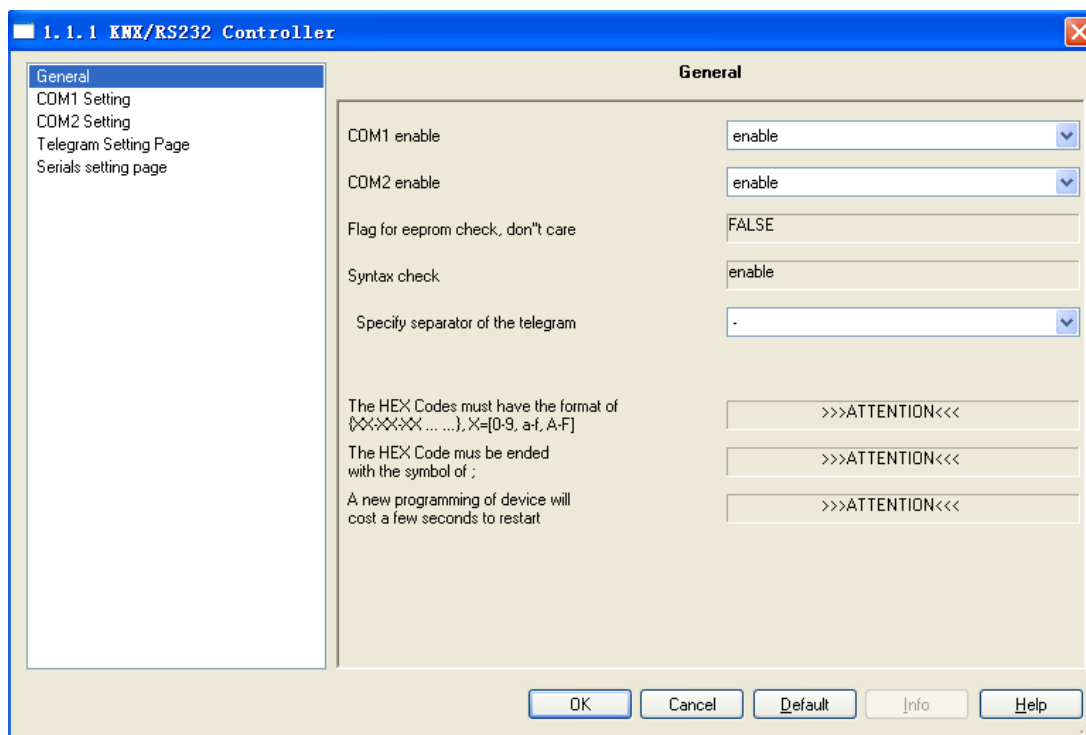 1.1.1 KNX/RS232 Controller
General
COM1 Setting
COM2 Setting
Telegram Setting Page
Serials setting page
General
COM1 enable
enable
COM2 enable
enable
Flag for eeprom check, don"t care
FALSE
Syntax check
enable
Specify separator of the telegram
-
The HEX Codes must have the format of
{XX-XX-XX ... ...}, X=[0-9, a-f, A-F]
>>>ATTENTION<<<
The HEX Code mus be ended
with the symbol of ;
>>>ATTENTION<<<
A new programming of device will
cost a few seconds to restart
>>>ATTENTION<<<
OK
Cancel
Default
Info
Help